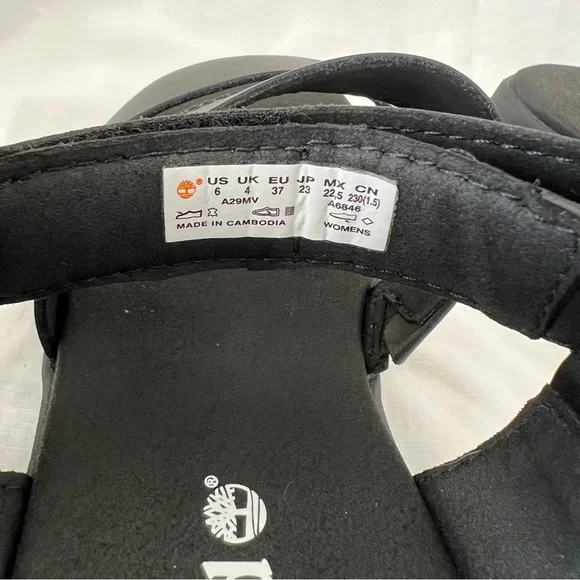 US UK EU JP MX CN
6 4 37 23 22,5 230(1.5)
A29MV A6846
MADE IN CAMBODIA WOMENS
®